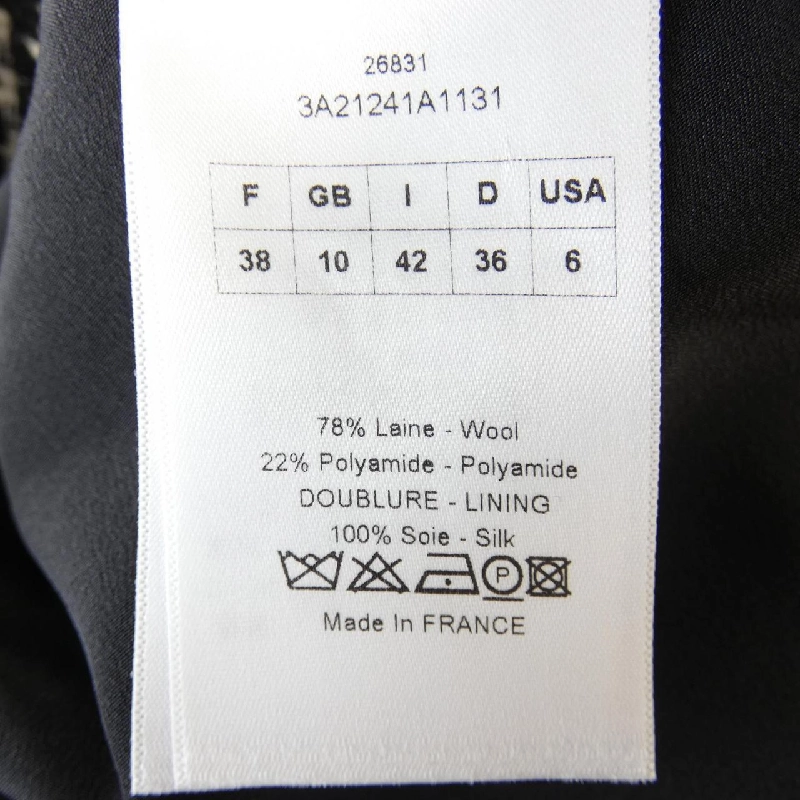 26831
3A21241A1131
F GB I D USA
38 10 42 36 6
78% Laine - Wool
22% Polyamide - Polyamide
DOUBLURE - LINING
100% Soie - Silk
P
Made In FRANCE